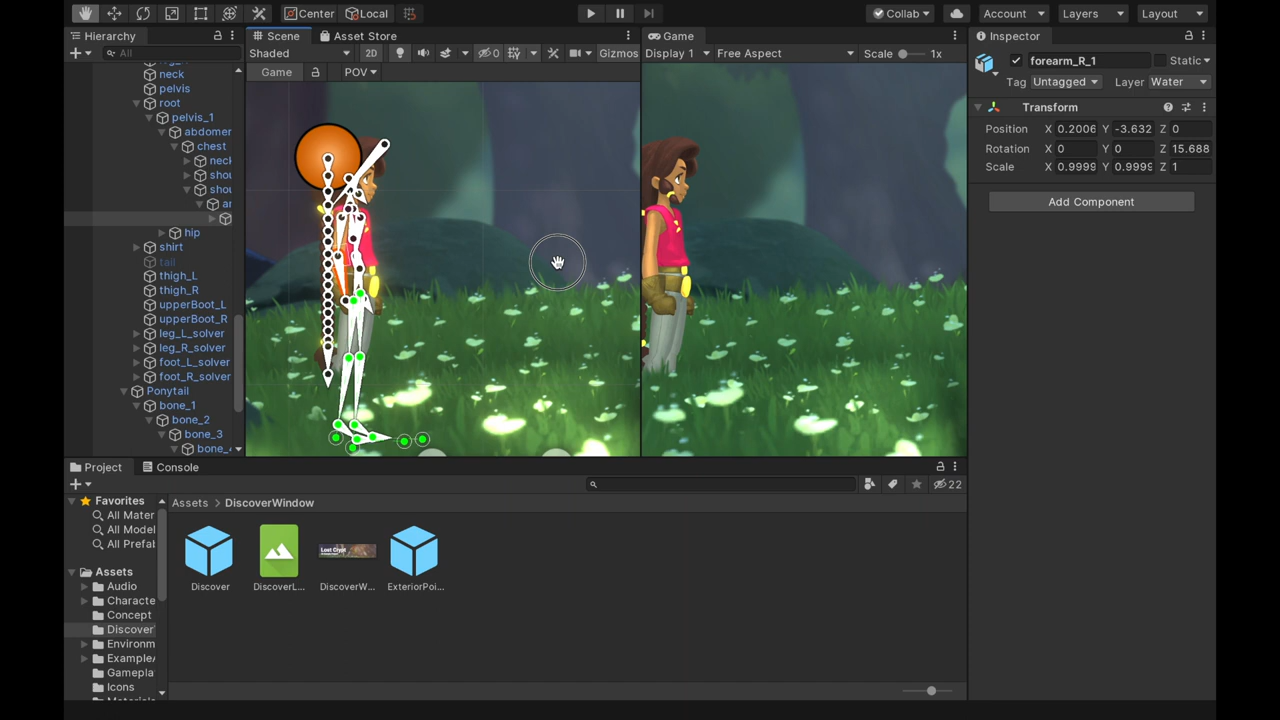 Center
Local
Collab
Account
Layers
Layout
Hierarchy
Scene
Asset Store
Game
Inspector
All
Shaded
2D
0
Gizmos
Display 1
Free Aspect
Scale
1x
forearm_R_1
Static
Game
POV
Tag
Untagged
Layer
Water
neck
pelvis
root
pelvis_1
abdomer
chest
neck
shou
shou
ar
hip
shirt
tail
thigh_L
thigh_R
upperBoot_L
upperBoot_R
leg_L_solver
leg_R_solver
foot_L_solver
foot_R_solver
Ponytail
bone_1
bone_2
bone_3
bone_
Transform
Position X 0.2006 Y -3.632 Z 0
Rotation X 0 Y 0 Z 15.688
Scale X 0.9999 Y 0.9999 Z 1
Add Component
Project
Console
22
Favorites
All Mater
All Model
All Prefal
Assets
Audio
Characte
Concept
Discover
Environm
Example
Gamepla
Icons
Assets > DiscoverWindow
Discover
DiscoverL...
Lost Crypt
DiscoverW...
ExteriorPoi...